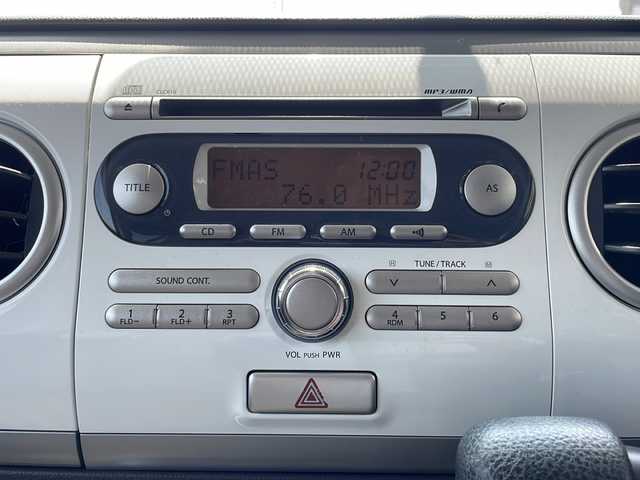 MP3/WMA
TITLE
FMAS 12:00
76.0 MHz
AS
CD FM AM
SOUND CONT.
TUNE/TRACK
∨ ∧
1 2 3
FLD− FLD+ RPT
4 5 6
RDM
VOL PUSH PWR